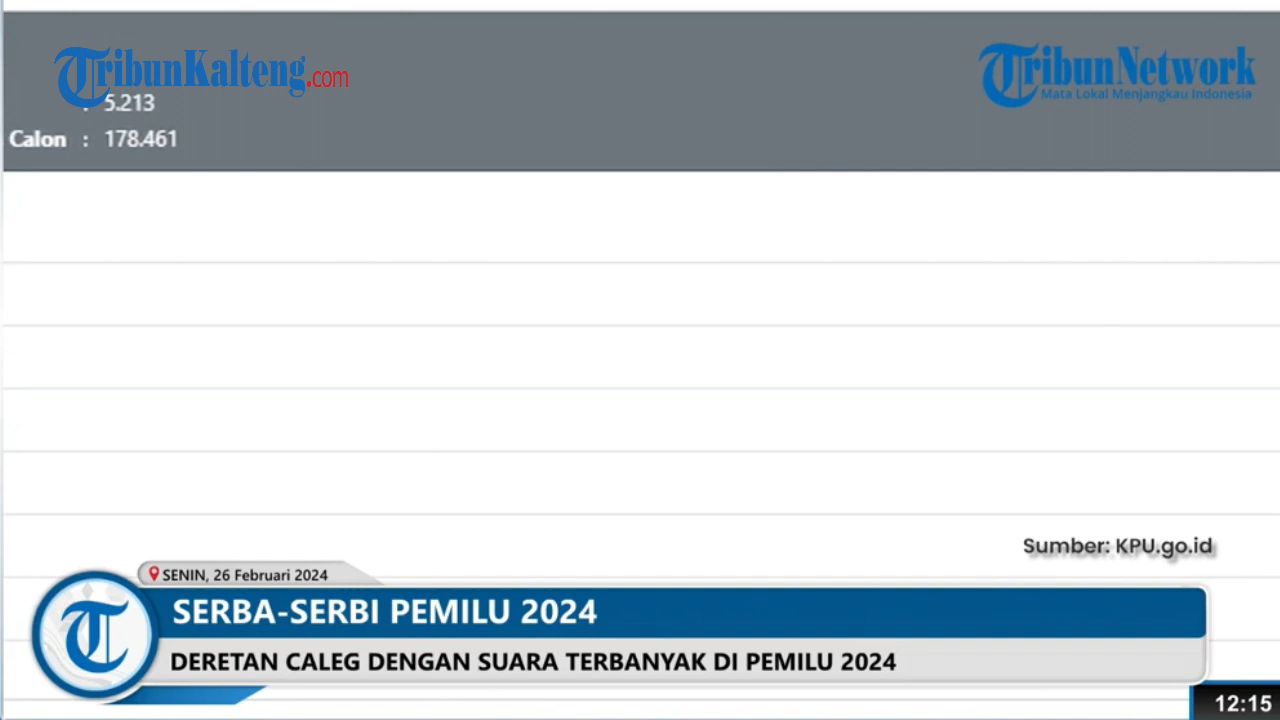 TribunKalteng.com
TribunNetwork
Mata Lokal Menjangkau Indonesia
: 5.213
Calon : 178.461
Sumber: KPU.go.id
SENIN, 26 Februari 2024
SERBA-SERBI PEMILU 2024
DERETAN CALEG DENGAN SUARA TERBANYAK DI PEMILU 2024
12:15